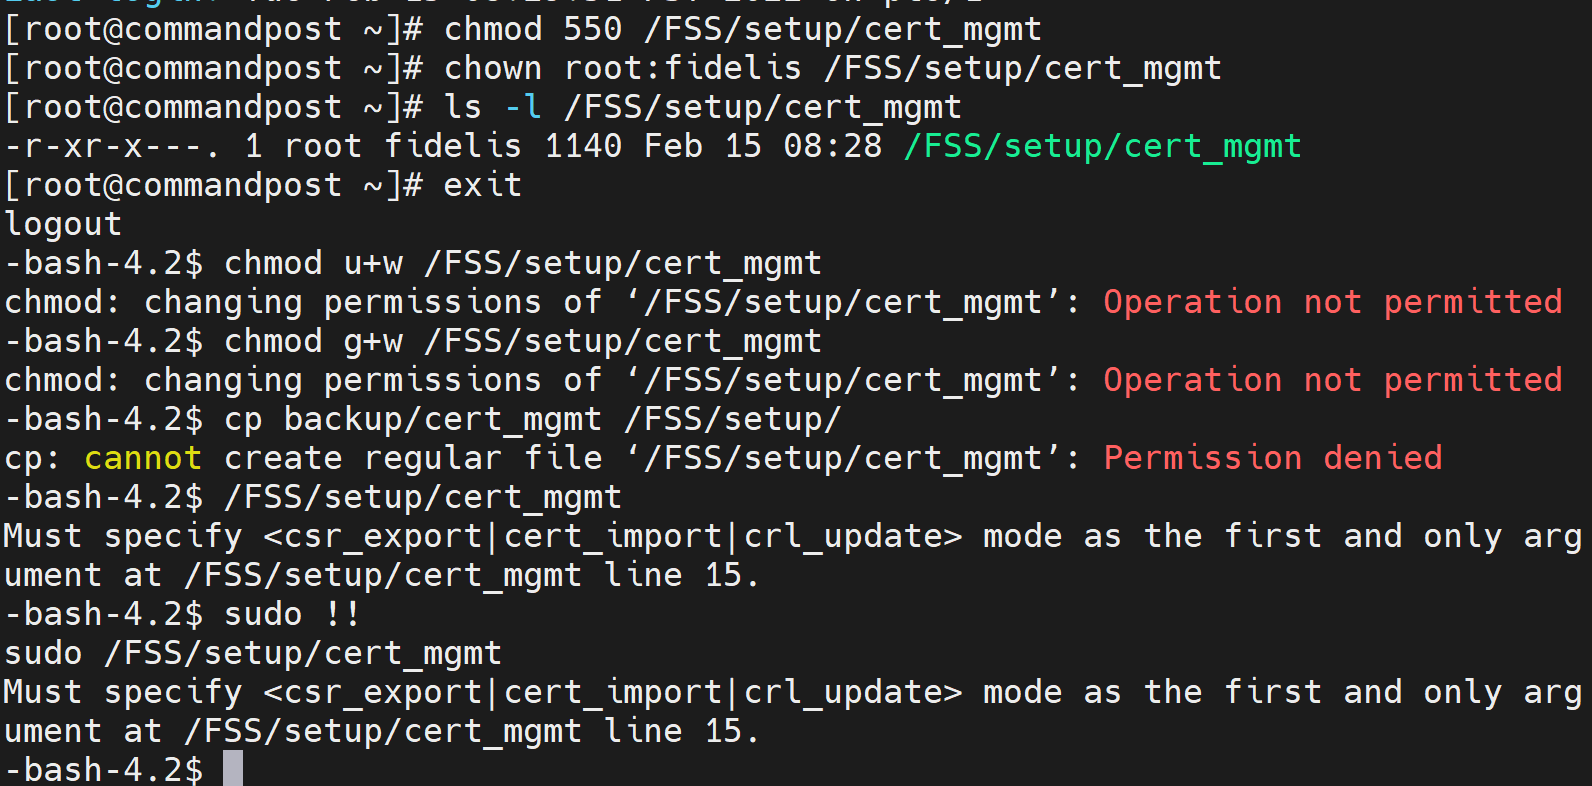 [root@commandpost ~]# chmod 550 /FSS/setup/cert_mgmt
[root@commandpost ~]# chown root:fidelis /FSS/setup/cert_mgmt
[root@commandpost ~]# ls -l /FSS/setup/cert_mgmt
-r-xr-x---. 1 root fidelis 1140 Feb 15 08:28 /FSS/setup/cert_mgmt
[root@commandpost ~]# exit
logout
-bash-4.2$ chmod u+w /FSS/setup/cert_mgmt
chmod: changing permissions of ‘/FSS/setup/cert_mgmt’: Operation not permitted
-bash-4.2$ chmod g+w /FSS/setup/cert_mgmt
chmod: changing permissions of ‘/FSS/setup/cert_mgmt’: Operation not permitted
-bash-4.2$ cp backup/cert_mgmt /FSS/setup/
cp: cannot create regular file ‘/FSS/setup/cert_mgmt’: Permission denied
-bash-4.2$ /FSS/setup/cert_mgmt
Must specify <csr_export|cert_import|crl_update> mode as the first and only arg
ument at /FSS/setup/cert_mgmt line 15.
-bash-4.2$ sudo !!
sudo /FSS/setup/cert_mgmt
Must specify <csr_export|cert_import|crl_update> mode as the first and only arg
ument at /FSS/setup/cert_mgmt line 15.
-bash-4.2$